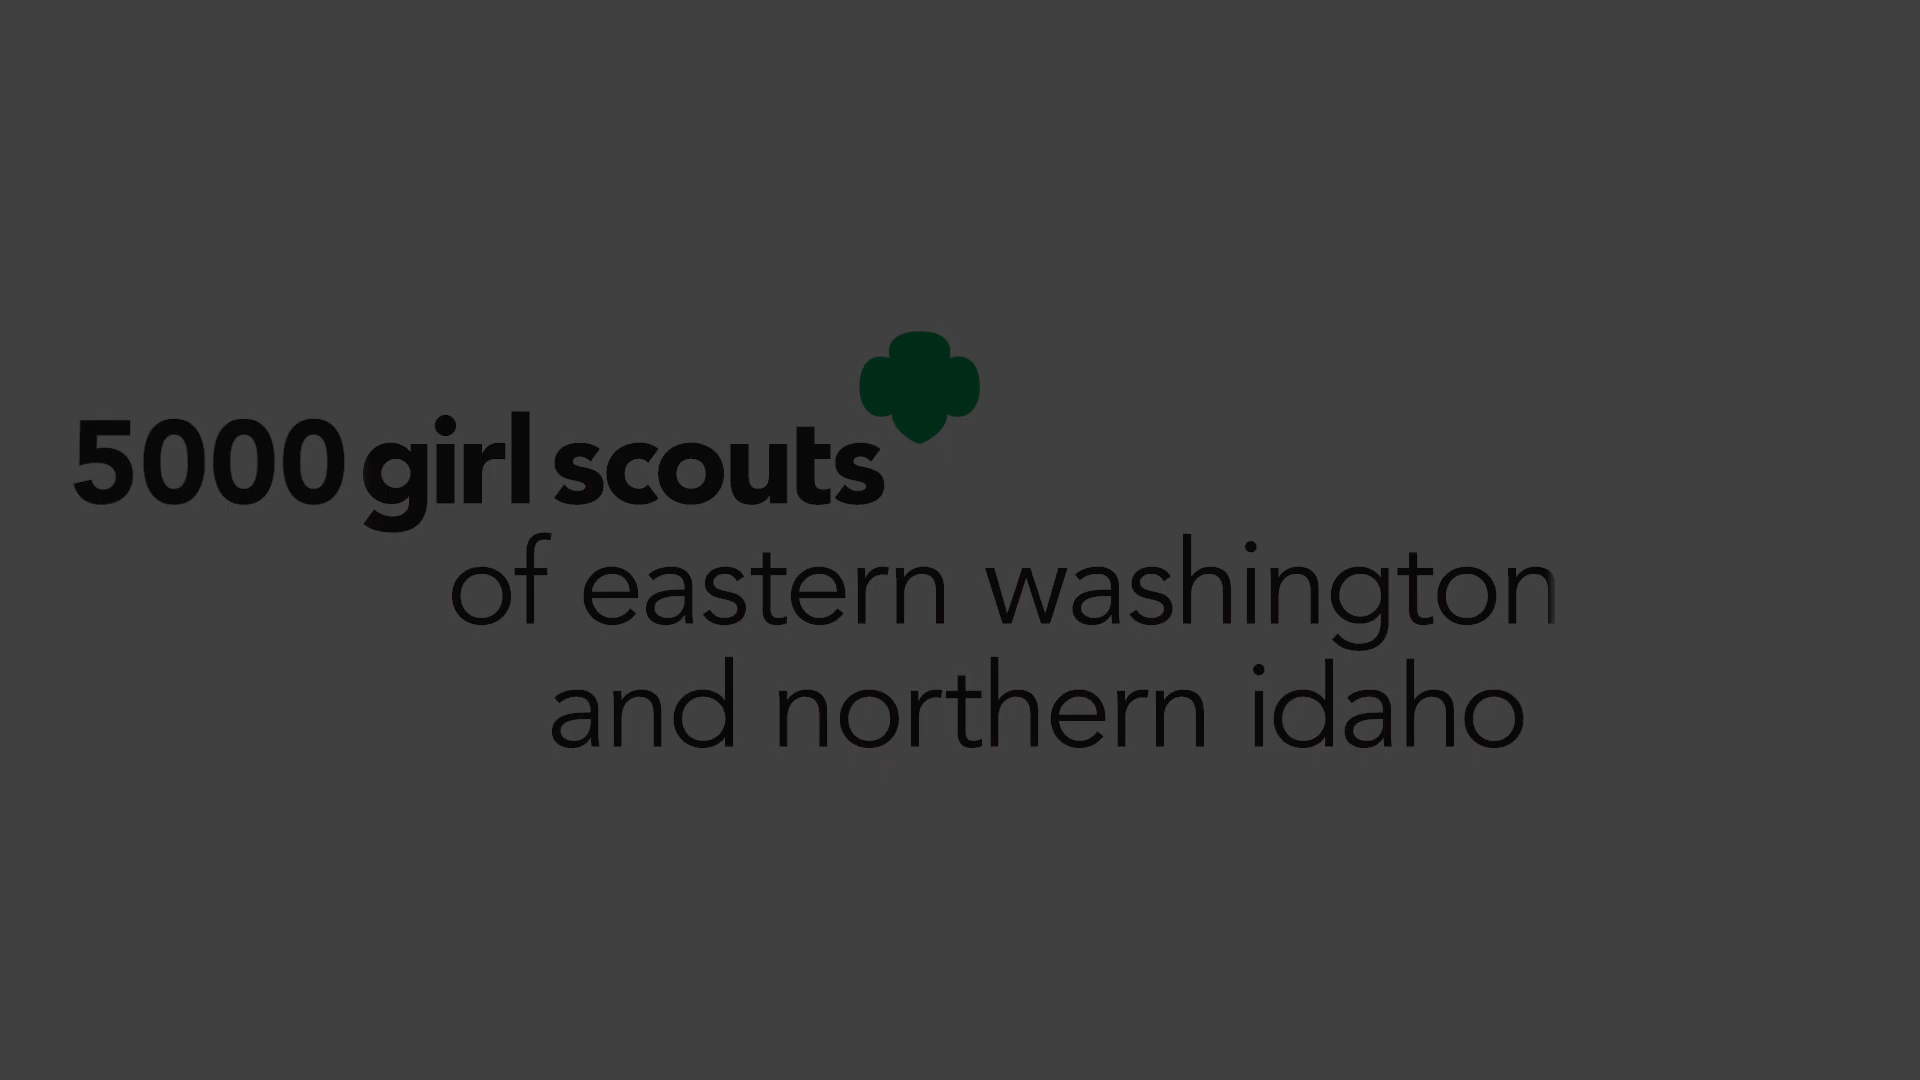 5000 girl scouts
of eastern washington
and northern idaho